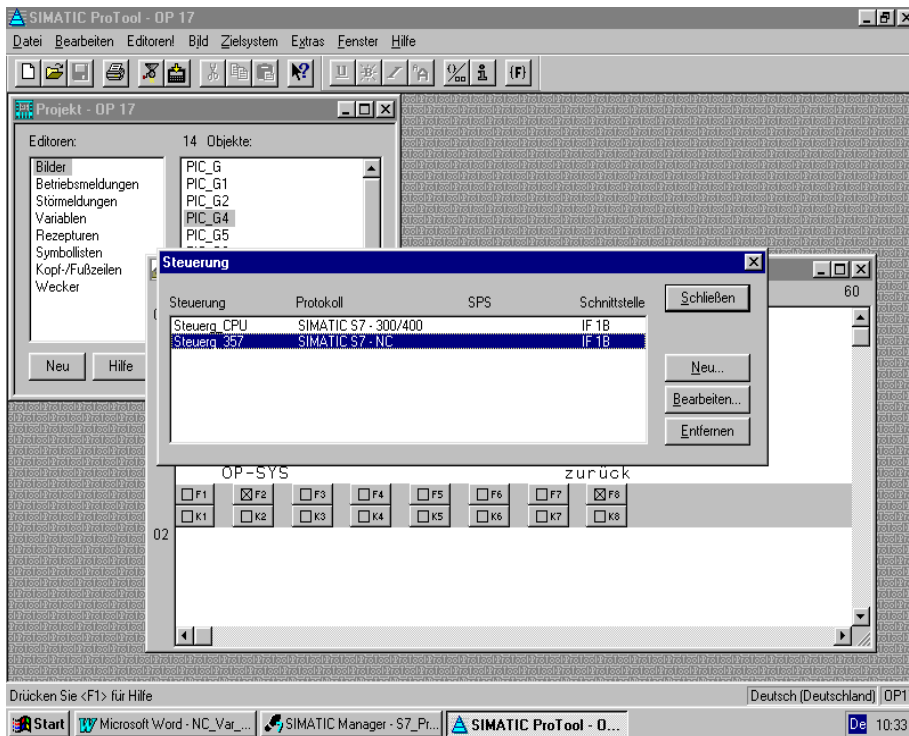 SIMATIC ProTool - OP 17
Datei Bearbeiten Editoren! Bild Zielsystem Extras Fenster Hilfe
Projekt - OP 17
Editoren:
14 Objekte:
Bilder
Betriebsmeldungen
Störmeldungen
Variablen
Rezepturen
Symbollisten
Kopf-/Fußzeilen
Wecker
PIC_G
PIC_G1
PIC_G2
PIC_G4
PIC_G5
Neu
Hilfe
60
Steuerung
Steuerung Protokoll SPS Schnittstelle
Steuerg_CPU SIMATIC S7 - 300/400 IF 1B
Steuerg_357 SIMATIC S7 - NC IF 1B
Schließen
Neu...
Bearbeiten...
Entfernen
OP-SYS zurück
F1 F2 F3 F4 F5 F6 F7 F8
K1 K2 K3 K4 K5 K6 K7 K8
02
Drücken Sie <F1> für Hilfe
Deutsch (Deutschland) OP1
Start
Microsoft Word - NC_Var_...
SIMATIC Manager - S7_Pr...
SIMATIC ProTool - O...
De 10:33